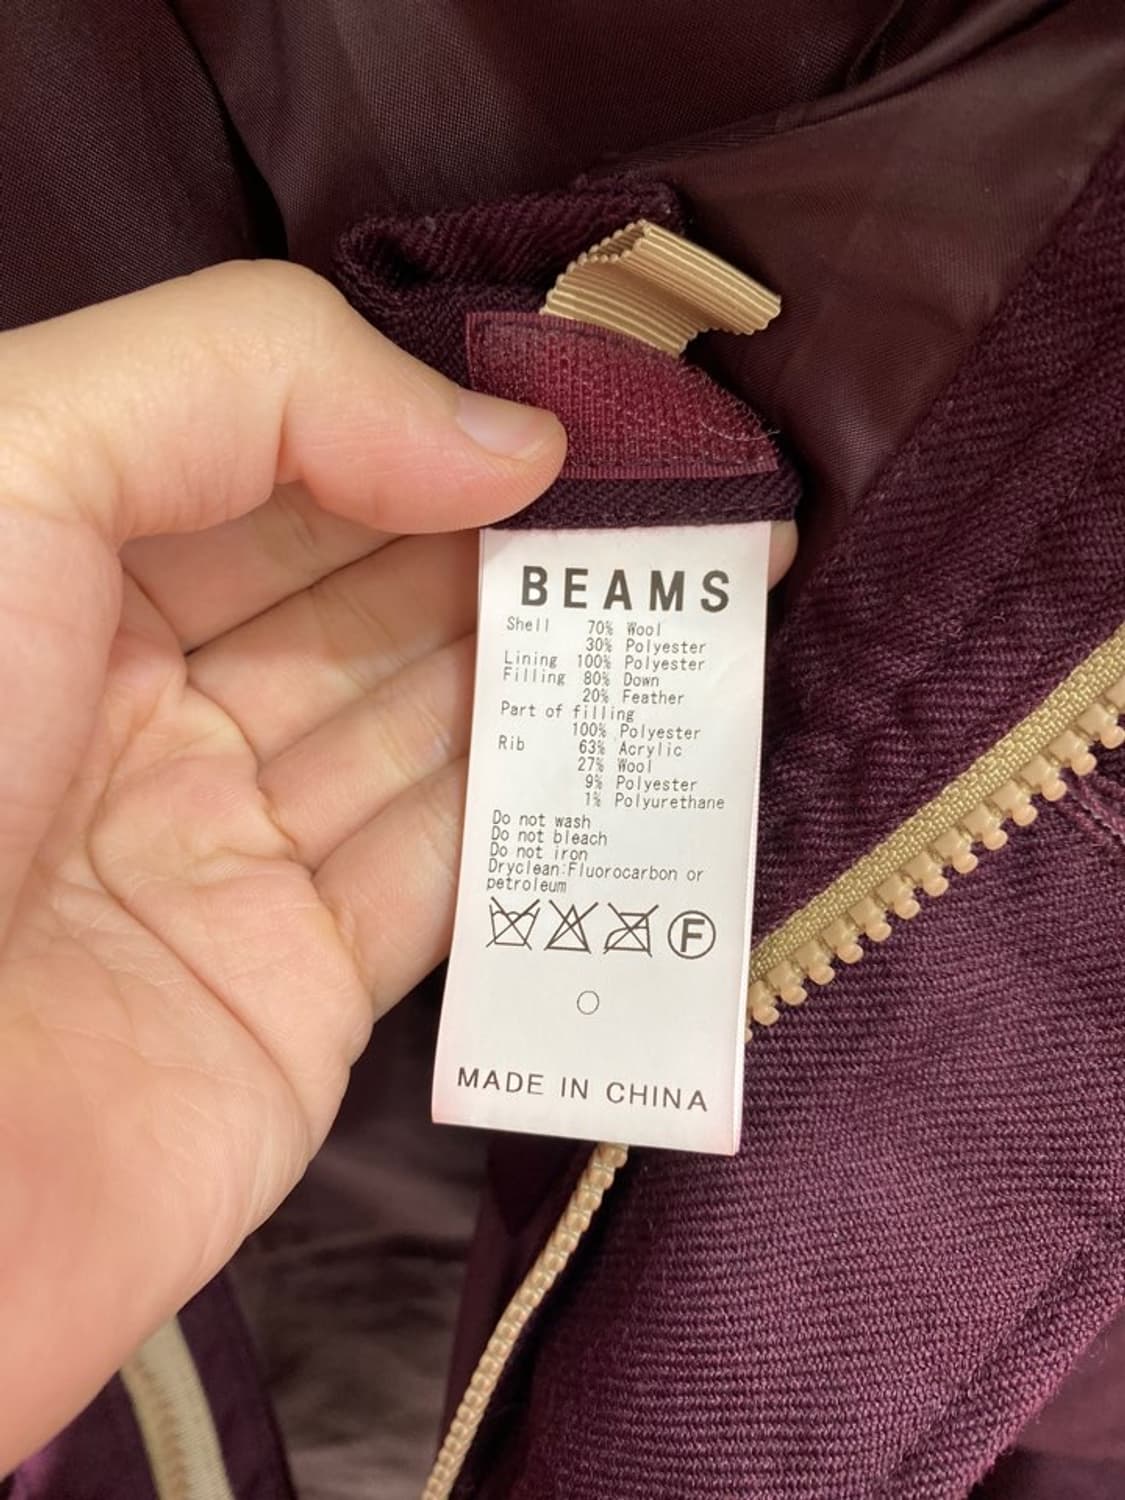 BEAMS
Shell 70% Wool
30% Polyester
Lining 100% Polyester
Filling 80% Down
20% Feather
Part of filling
100% Polyester
Rib 63% Acrylic
27% Wool
9% Polyester
1% Polyurethane
Do not wash
Do not bleach
Do not iron
Dryclean:Fluorocarbon or
petroleum
F
MADE IN CHINA